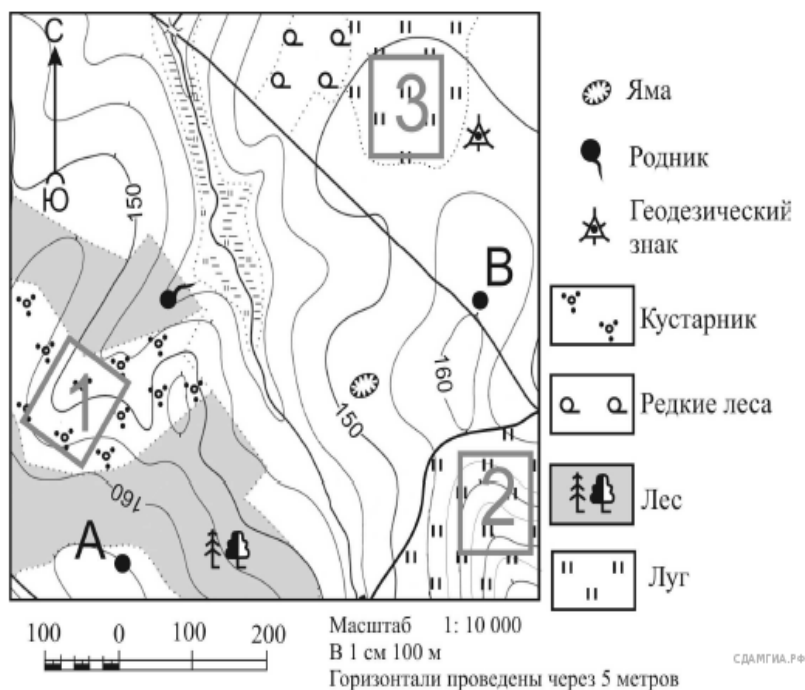 С
Ю
150
3
В
160
150
1
160
2
А
Яма
Родник
Геодезический
знак
Кустарник
Редкие леса
Лес
Луг
100 0 100 200
Масштаб 1: 10 000
В 1 см 100 м
Горизонтали проведены через 5 метров
СДАМГИА.РФ